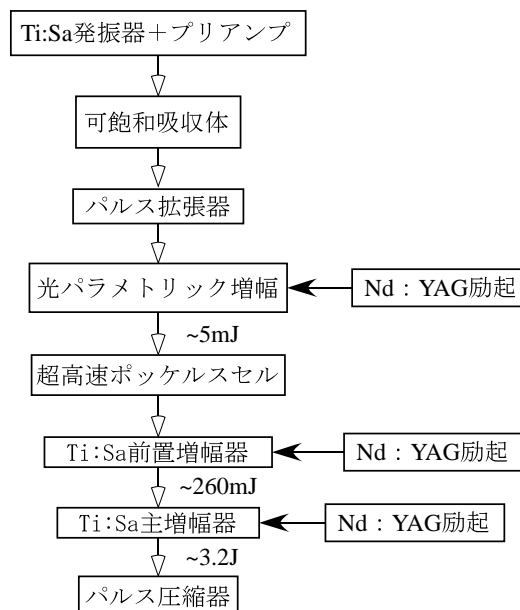 Ti:Sa発振器＋プリアンプ
可飽和吸収体
パルス拡張器
光パラメトリック増幅
Nd：YAG励起
~5mJ
超高速ポッケルスセル
Ti:Sa前置増幅器
Nd：YAG励起
~260mJ
Ti:Sa主増幅器
Nd：YAG励起
~3.2J
パルス圧縮器